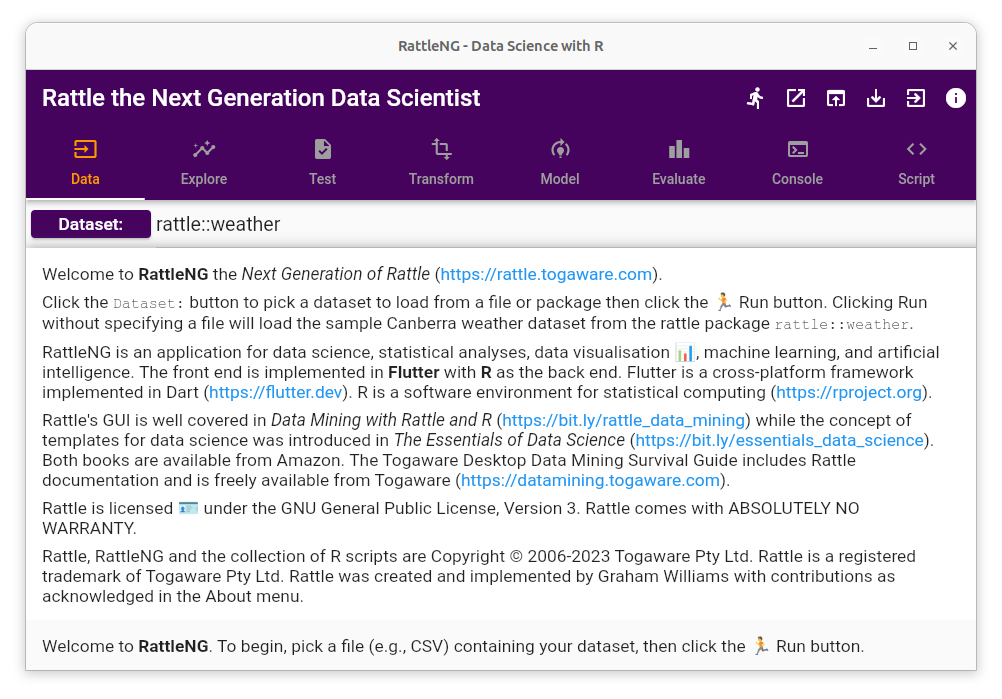 RattleNG - Data Science with R
Rattle the Next Generation Data Scientist
Data Explore Test Transform Model Evaluate Console Script
Dataset: rattle::weather
Welcome to RattleNG the Next Generation of Rattle (https://rattle.togaware.com).
Click the Dataset: button to pick a dataset to load from a file or package then click the 🏃 Run button. Clicking Run
without specifying a file will load the sample Canberra weather dataset from the rattle package rattle::weather.
RattleNG is an application for data science, statistical analyses, data visualisation 📊, machine learning, and artificial
intelligence. The front end is implemented in Flutter with R as the back end. Flutter is a cross-platform framework
implemented in Dart (https://flutter.dev). R is a software environment for statistical computing (https://rproject.org).
Rattle's GUI is well covered in Data Mining with Rattle and R (https://bit.ly/rattle_data_mining) while the concept of
templates for data science was introduced in The Essentials of Data Science (https://bit.ly/essentials_data_science).
Both books are available from Amazon. The Togaware Desktop Data Mining Survival Guide includes Rattle
documentation and is freely available from Togaware (https://datamining.togaware.com).
Rattle is licensed 🪪 under the GNU General Public License, Version 3. Rattle comes with ABSOLUTELY NO
WARRANTY.
Rattle, RattleNG and the collection of R scripts are Copyright © 2006-2023 Togaware Pty Ltd. Rattle is a registered
trademark of Togaware Pty Ltd. Rattle was created and implemented by Graham Williams with contributions as
acknowledged in the About menu.
Welcome to RattleNG. To begin, pick a file (e.g., CSV) containing your dataset, then click the 🏃 Run button.